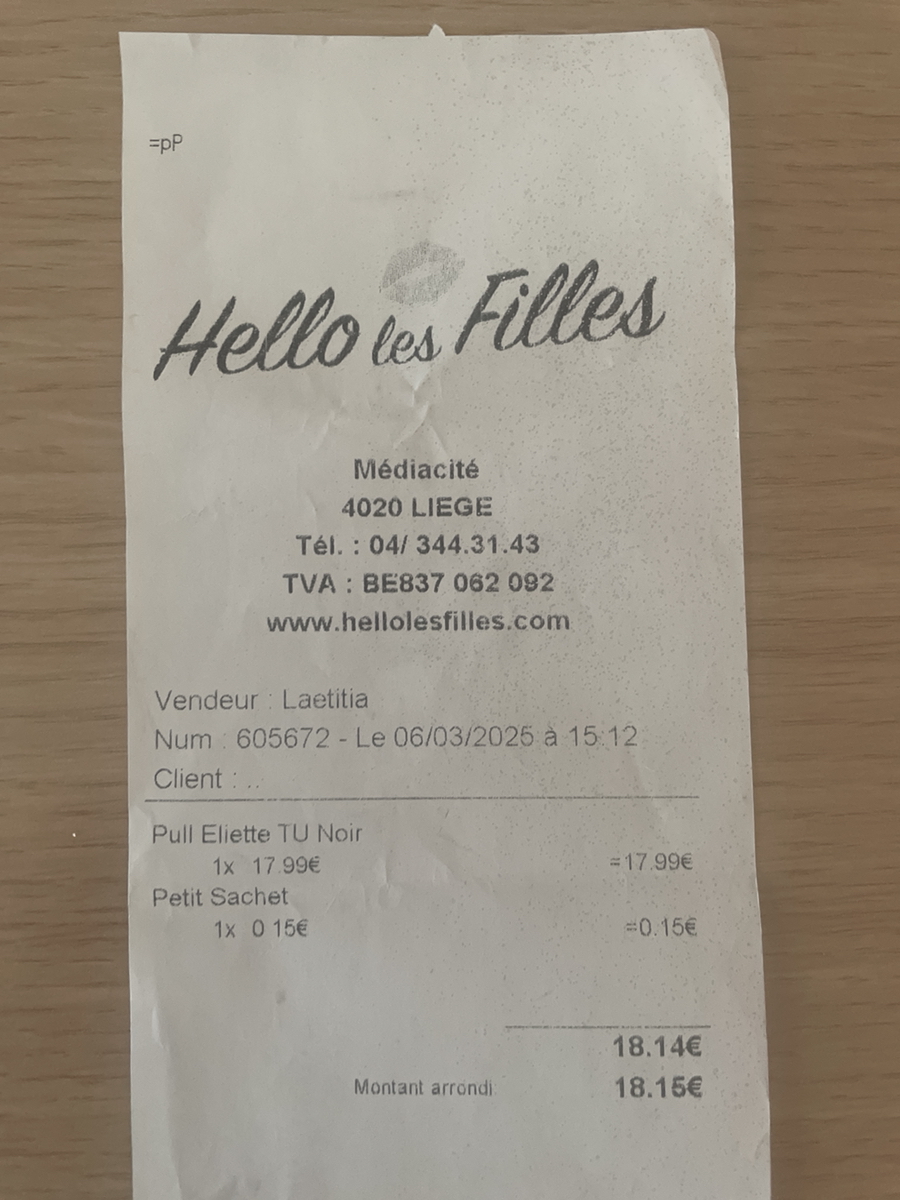 =pP
Hello les Filles
Médiacité
4020 LIEGE
Tél. : 04/ 344.31.43
TVA : BE837 062 092
www.hellolesfilles.com
Vendeur : Laetitia
Num : 605672 - Le 06/03/2025 à 15:12
Client : ..
Pull Eliette TU Noir
1x 17.99€ =17.99€
Petit Sachet
1x 0.15€ =0.15€
18.14€
Montant arrondi 18.15€